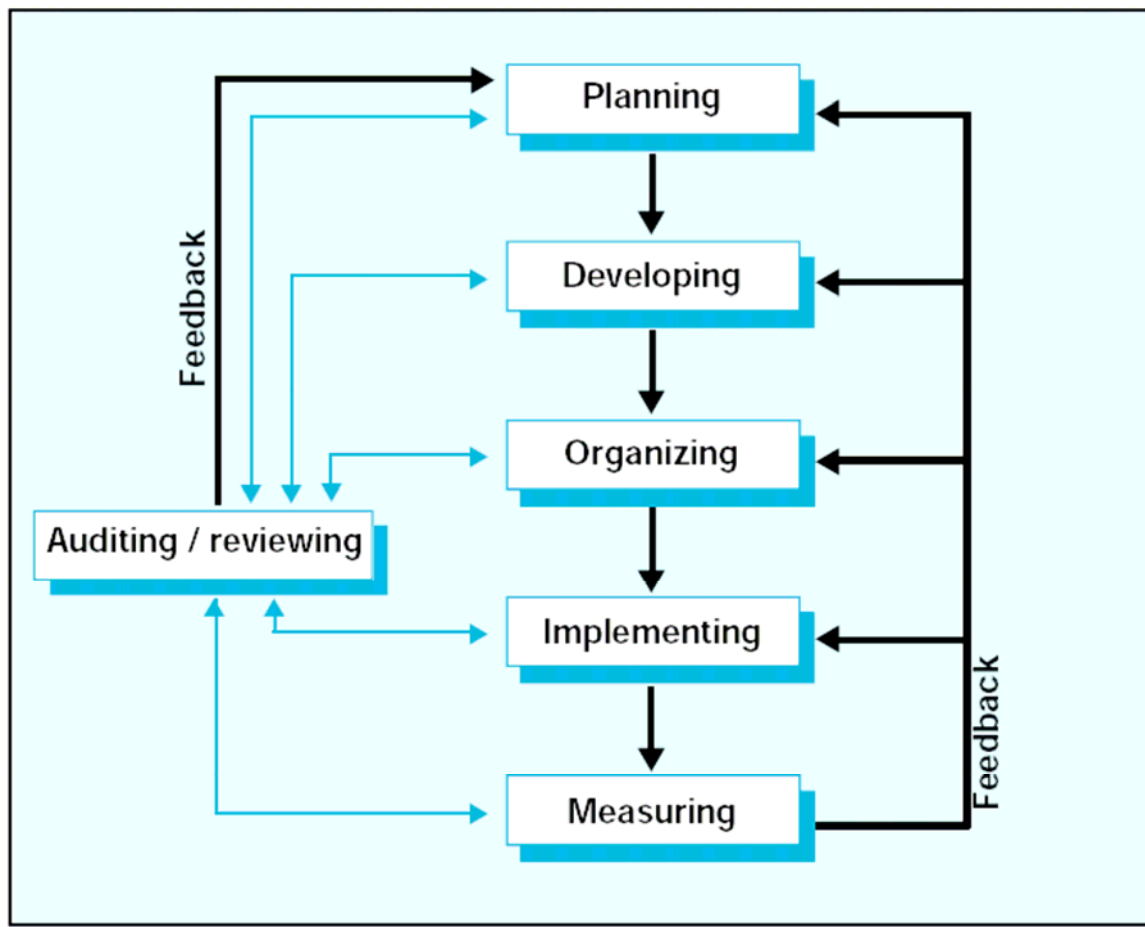 Planning
Feedback
Developing
Organizing
Auditing / reviewing
Implementing
Feedback
Measuring